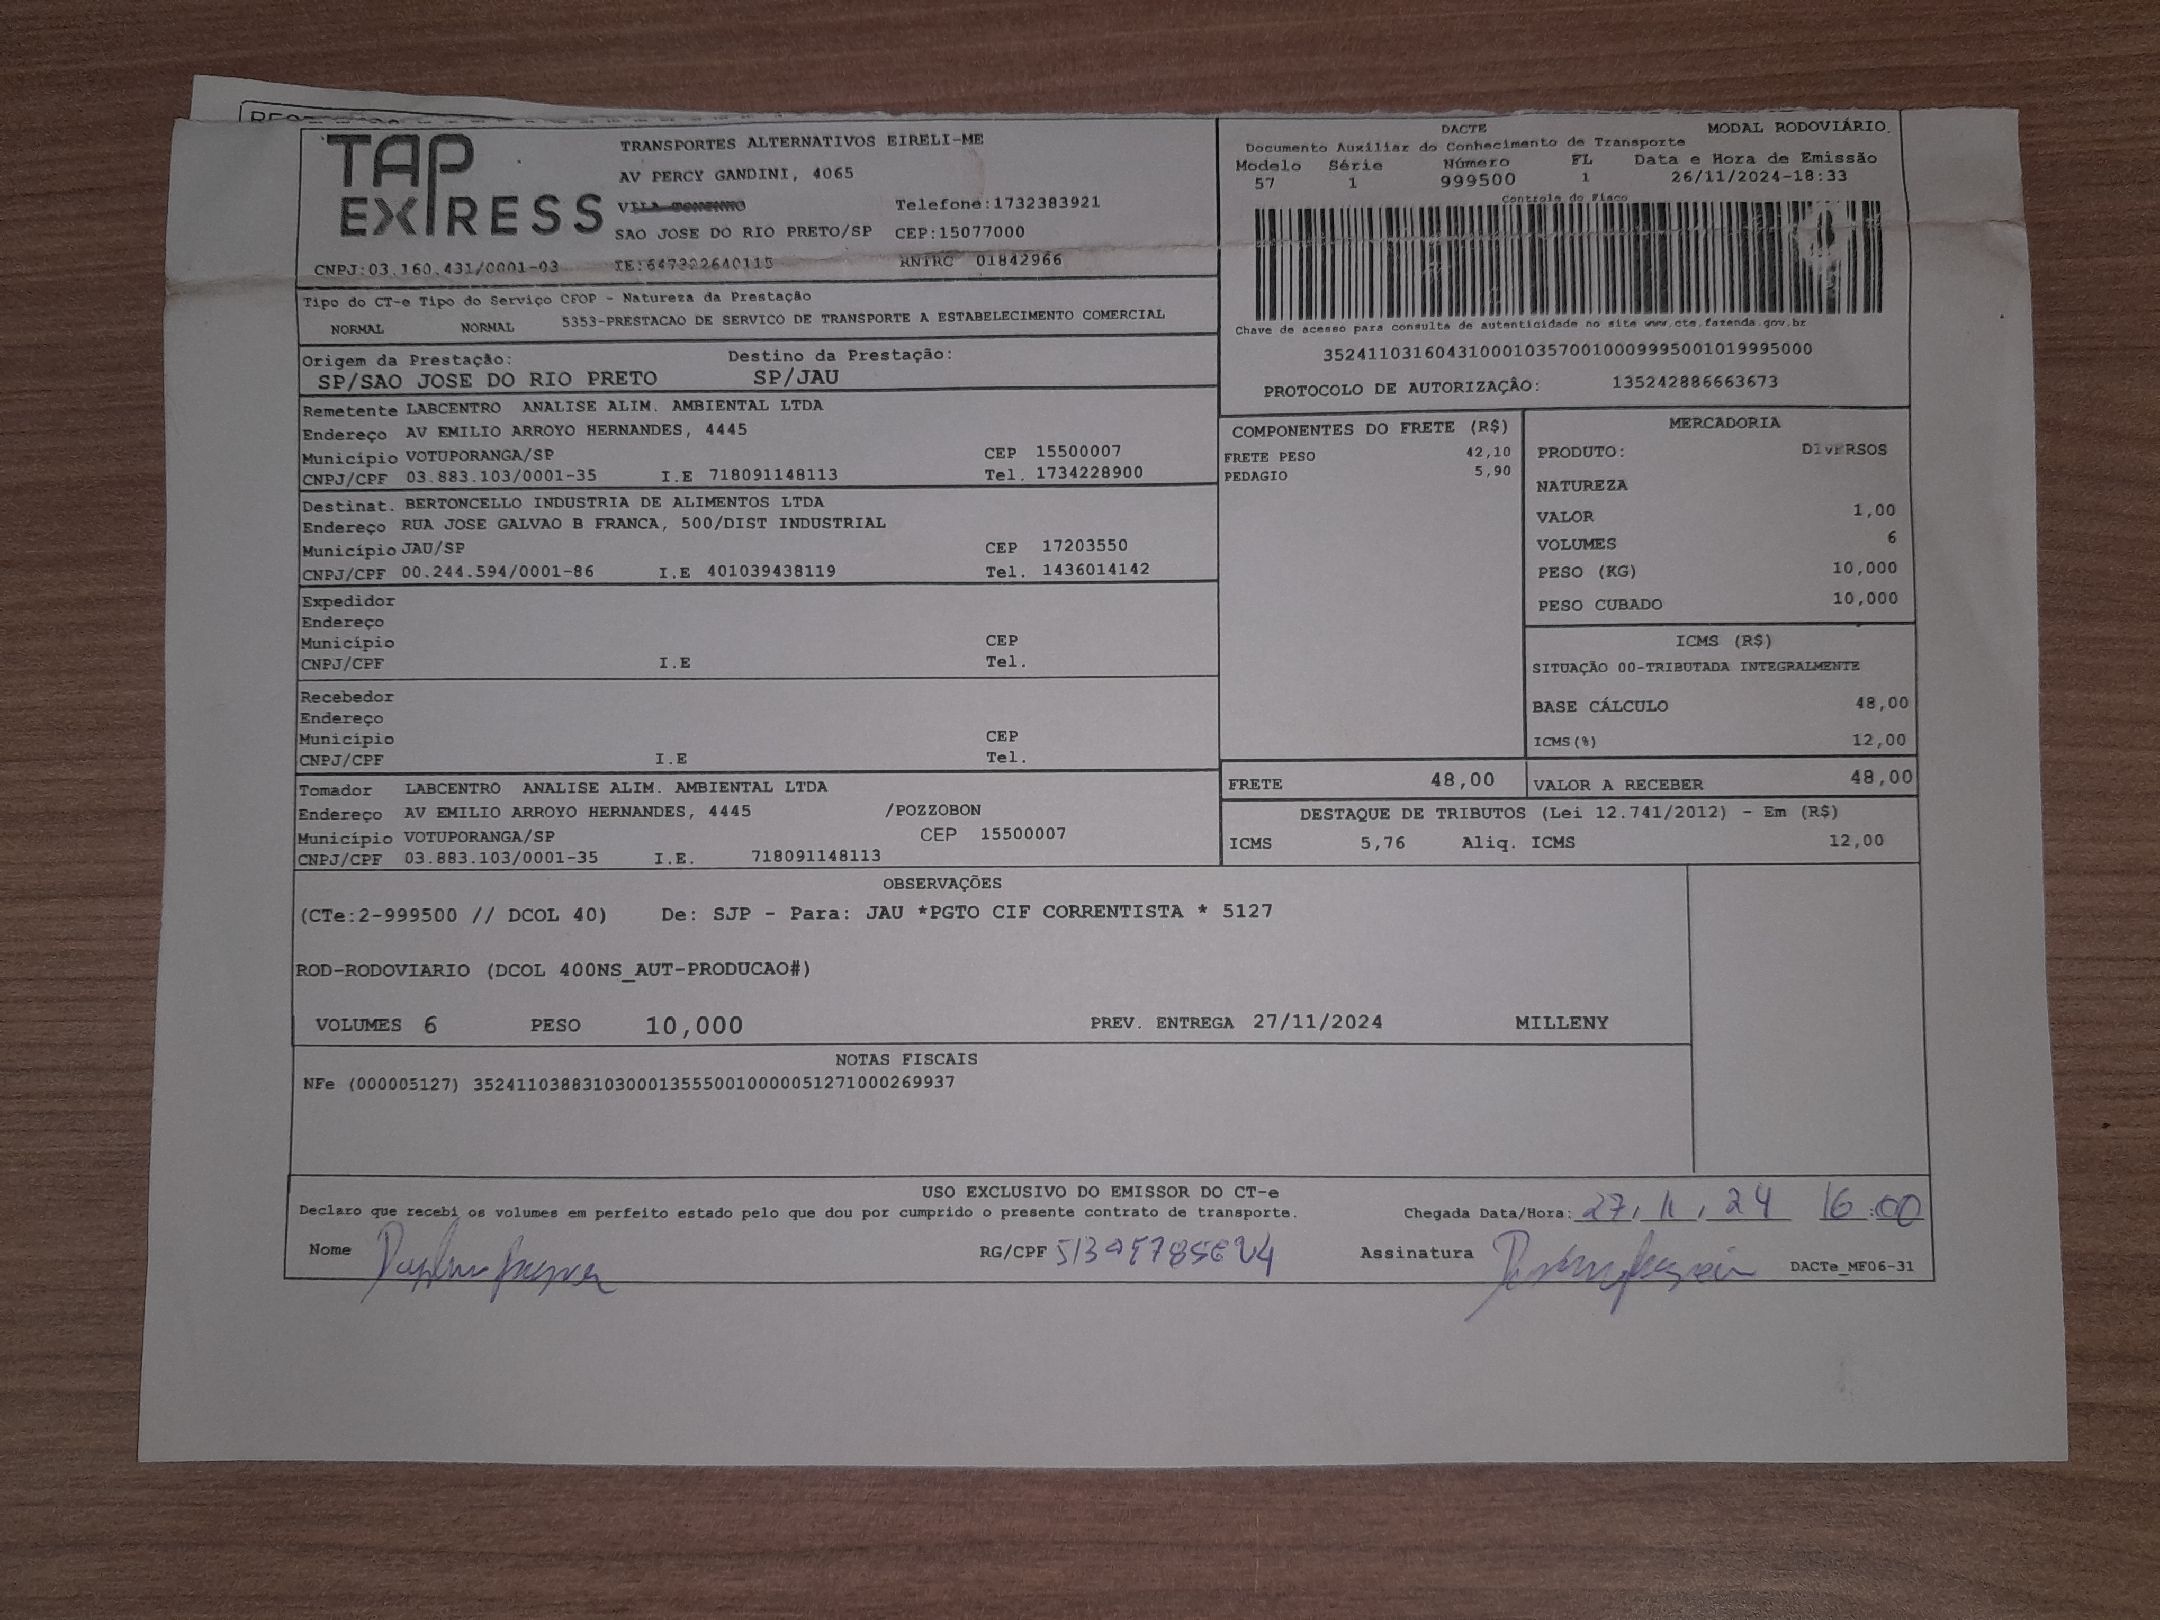 TAP
EXPRESS
TRANSPORTES ALTERNATIVOS EIRELI-ME
AV PERCY GANDINI, 4065
Telefone:1732383921
SAO JOSE DO RIO PRETO/SP CEP:15077000
CNPJ:03.160.431/0001-03 IE:647322640115 RNTRC 01842966
DACTE MODAL RODOVIÁRIO.
Documento Auxiliar do Conhecimento de Transporte
Modelo Série Número FL Data e Hora de Emissão
57 1 999500 1 26/11/2024-18:33
Controle do Fisco
Chave de acesso para consulta de autenticidade no site www.cte.fazenda.gov.br
35241103160431000103570010009995001019995000
PROTOCOLO DE AUTORIZAÇÃO: 135242886663673
Tipo do CT-e Tipo do Serviço CFOP - Natureza da Prestação
NORMAL NORMAL 5353-PRESTACAO DE SERVICO DE TRANSPORTE A ESTABELECIMENTO COMERCIAL
Origem da Prestação: Destino da Prestação:
SP/SAO JOSE DO RIO PRETO SP/JAU
Remetente LABCENTRO ANALISE ALIM. AMBIENTAL LTDA
Endereço AV EMILIO ARROYO HERNANDES, 4445
Município VOTUPORANGA/SP CEP 15500007
CNPJ/CPF 03.883.103/0001-35 I.E 718091148113 Tel. 1734228900
Destinat. BERTONCELLO INDUSTRIA DE ALIMENTOS LTDA
Endereço RUA JOSE GALVAO B FRANCA, 500/DIST INDUSTRIAL
Município JAU/SP CEP 17203550
CNPJ/CPF 00.244.594/0001-86 I.E 401039438119 Tel. 1436014142
Expedidor
Endereço
Município CEP
CNPJ/CPF I.E Tel.
Recebedor
Endereço
Município CEP
CNPJ/CPF I.E Tel.
Tomador LABCENTRO ANALISE ALIM. AMBIENTAL LTDA
Endereço AV EMILIO ARROYO HERNANDES, 4445 /POZZOBON
Município VOTUPORANGA/SP CEP 15500007
CNPJ/CPF 03.883.103/0001-35 I.E. 718091148113
COMPONENTES DO FRETE (R$)
FRETE PESO 42,10
PEDAGIO 5,90
MERCADORIA
PRODUTO: DIVERSOS
NATUREZA
VALOR 1,00
VOLUMES 6
PESO (KG) 10,000
PESO CUBADO 10,000
ICMS (R$)
SITUAÇÃO 00-TRIBUTADA INTEGRALMENTE
BASE CÁLCULO 48,00
ICMS(%) 12,00
FRETE 48,00 VALOR A RECEBER 48,00
DESTAQUE DE TRIBUTOS (Lei 12.741/2012) - Em (R$)
ICMS 5,76 Aliq. ICMS 12,00
OBSERVAÇÕES
(CTe:2-999500 // DCOL 40) De: SJP - Para: JAU *PGTO CIF CORRENTISTA * 5127
ROD-RODOVIARIO (DCOL 400NS_AUT-PRODUCAO#)
VOLUMES 6 PESO 10,000 PREV. ENTREGA 27/11/2024 MILLENY
NOTAS FISCAIS
NFe (000005127) 35241103883103000135550010000051271000269937
USO EXCLUSIVO DO EMISSOR DO CT-e
Declaro que recebi os volumes em perfeito estado pelo que dou por cumprido o presente contrato de transporte. Chegada Data/Hora: 27, 11, 24 16:00
Nome RG/CPF Assinatura DACTe_MF06-31